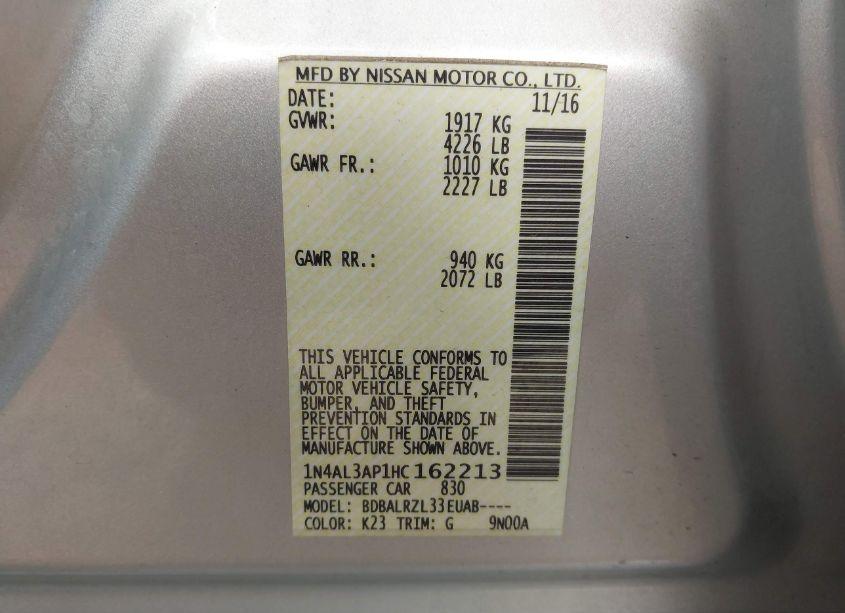 MFD BY NISSAN MOTOR CO., LTD.
DATE: 11/16
GVWR: 1917 KG
4226 LB
GAWR FR.: 1010 KG
2227 LB
GAWR RR.: 940 KG
2072 LB
THIS VEHICLE CONFORMS TO
ALL APPLICABLE FEDERAL
MOTOR VEHICLE SAFETY,
BUMPER, AND THEFT
PREVENTION STANDARDS IN
EFFECT ON THE DATE OF
MANUFACTURE SHOWN ABOVE.
1N4AL3AP1HC162213
PASSENGER CAR 830
MODEL: BDBALRZL33EUAB----
COLOR: K23 TRIM: G 9N00A